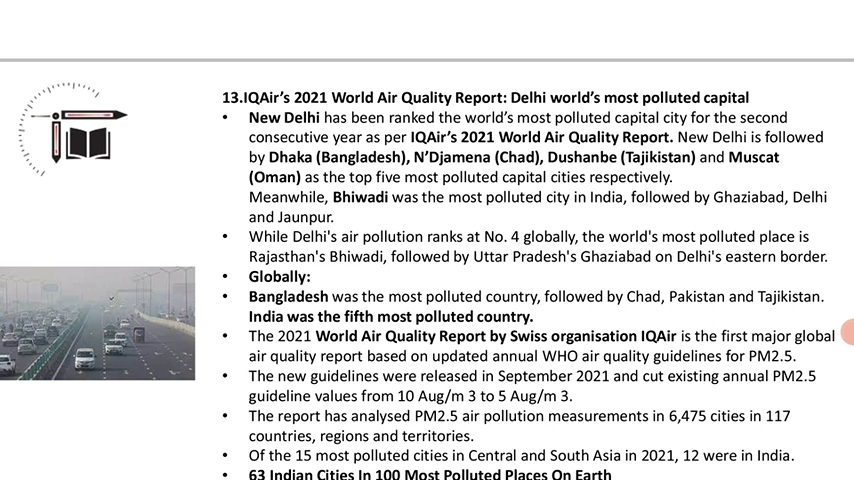 13.IQAir's 2021 World Air Quality Report: Delhi world's most polluted capital
• New Delhi has been ranked the world's most polluted capital city for the second
consecutive year as per IQAir's 2021 World Air Quality Report. New Delhi is followed
by Dhaka (Bangladesh), N'Djamena (Chad), Dushanbe (Tajikistan) and Muscat
(Oman) as the top five most polluted capital cities respectively.
Meanwhile, Bhiwadi was the most polluted city in India, followed by Ghaziabad, Delhi
and Jaunpur.
• While Delhi's air pollution ranks at No. 4 globally, the world's most polluted place is
Rajasthan's Bhiwadi, followed by Uttar Pradesh's Ghaziabad on Delhi's eastern border.
• Globally:
• Bangladesh was the most polluted country, followed by Chad, Pakistan and Tajikistan.
India was the fifth most polluted country.
• The 2021 World Air Quality Report by Swiss organisation IQAir is the first major global
air quality report based on updated annual WHO air quality guidelines for PM2.5.
• The new guidelines were released in September 2021 and cut existing annual PM2.5
guideline values from 10 Aug/m 3 to 5 Aug/m 3.
• The report has analysed PM2.5 air pollution measurements in 6,475 cities in 117
countries, regions and territories.
• Of the 15 most polluted cities in Central and South Asia in 2021, 12 were in India.
• 63 Indian Cities In 100 Most Polluted Places On Earth